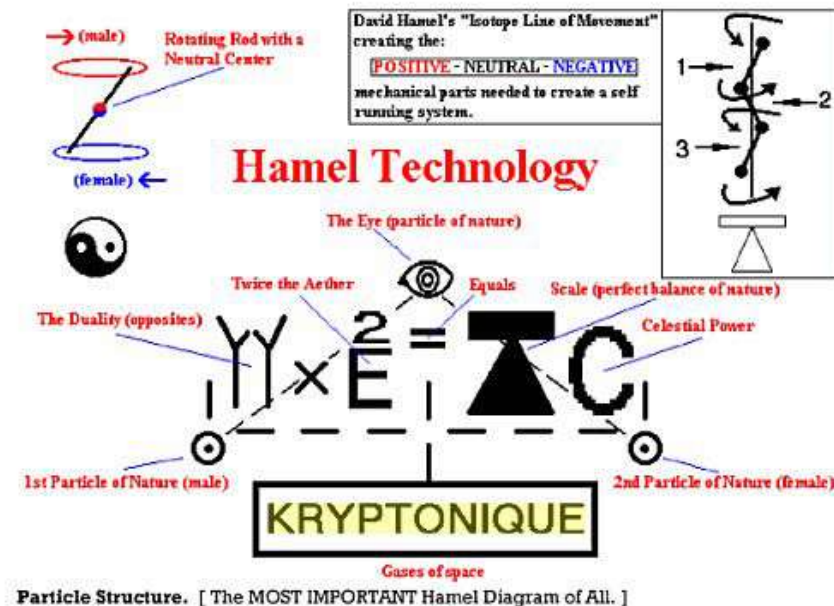 (male)
Rotating Rod with a
Neutral Center
(female)
David Hamel's "Isotope Line of Movement"
creating the:
POSITIVE - NEUTRAL - NEGATIVE
mechanical parts needed to create a self
running system.
1
2
3
Hamel Technology
The Eye (particle of nature)
Twice the Aether
Equals
Scale (perfect balance of nature)
The Duality (opposites)
Celestial Power
YY x E 2 = C
1st Particle of Nature (male)
2nd Particle of Nature (female)
KRYPTONIQUE
Gases of space
Particle Structure. [ The MOST IMPORTANT Hamel Diagram of All. ]